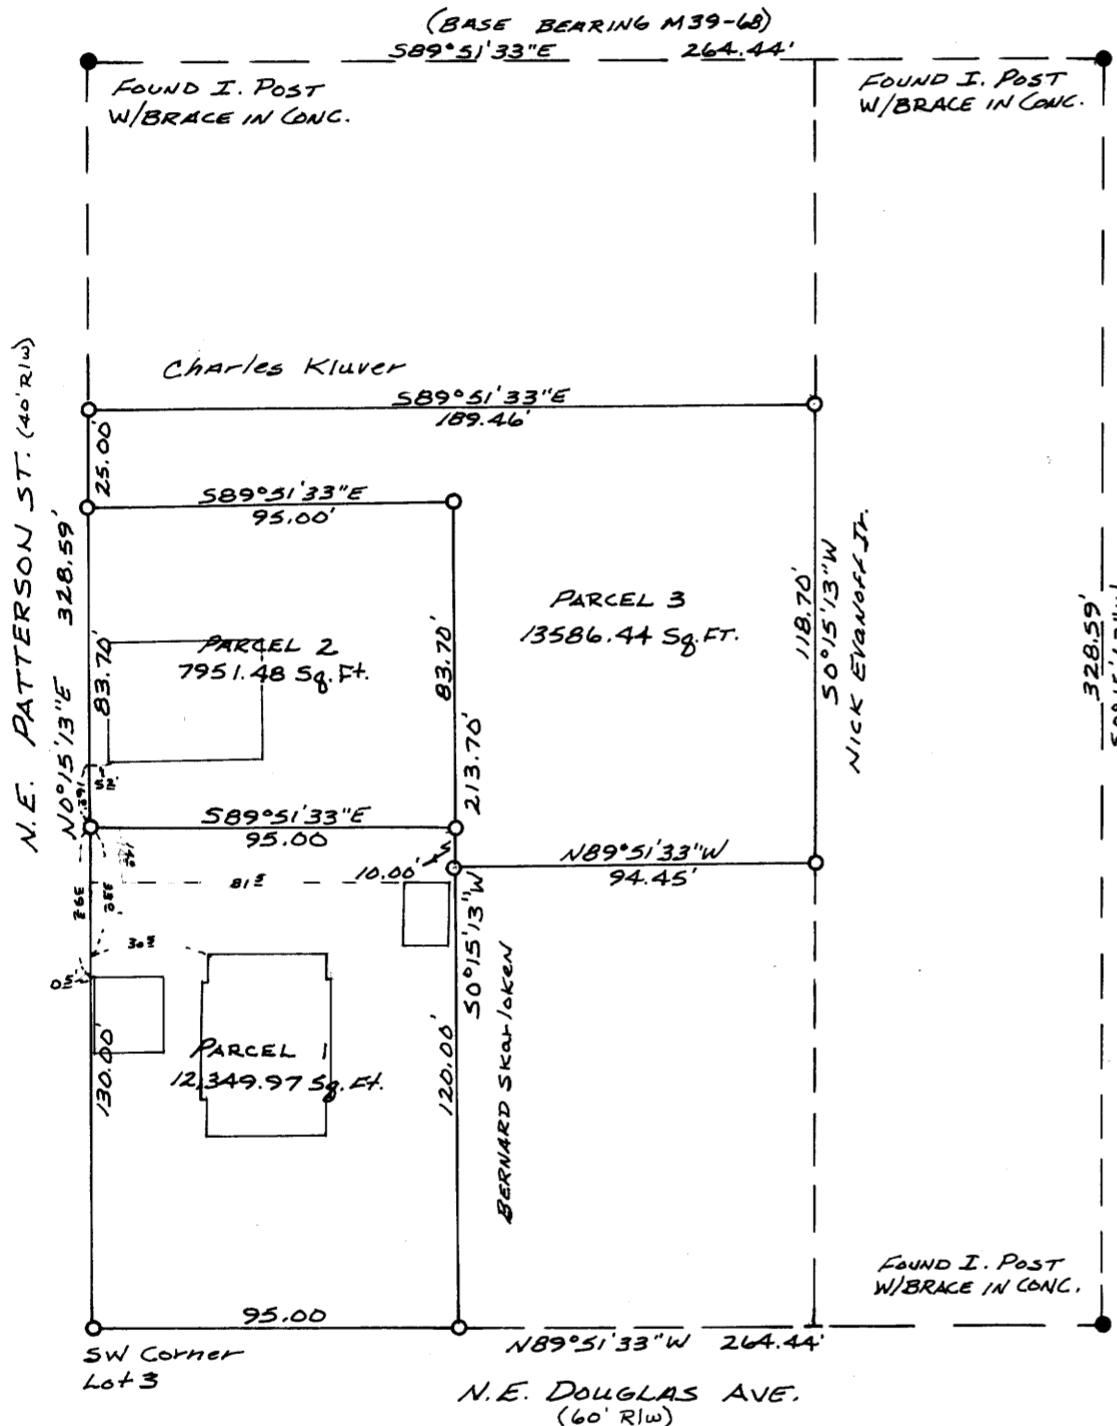 (BASE BEARING M39-68)
S89°51'33"E 264.44'
FOUND I. POST
W/BRACE IN CONC.
FOUND I. POST
W/BRACE IN CONC.
Charles Kluver
S89°51'33"E
189.46'
25.00'
S89°51'33"E
95.00'
N.E. PATTERSON ST. (40' R/W)
N0°15'13"E 328.59'
83.70'
PARCEL 2
7951.48 Sq.Ft.
83.70'
PARCEL 3
13586.44 Sq.FT.
118.70'
S0°15'13"W
NICK EVANOFF Jr.
328.59'
213.70'
S89°51'33"E
95.00
10.00'
N89°51'33"W
94.45'
S0°15'13"W
BERNARD Skarloken
PARCEL 1
12,349.97 Sq.Ft.
130.00'
120.00'
FOUND I. POST
W/BRACE IN CONC.
95.00
N89°51'33"W 264.44'
SW Corner
Lot 3
N.E. DOUGLAS AVE.
(60' R/W)